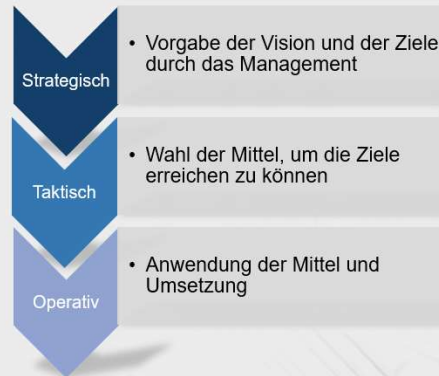 Strategisch
• Vorgabe der Vision und der Ziele
durch das Management
Taktisch
• Wahl der Mittel, um die Ziele
erreichen zu können
Operativ
• Anwendung der Mittel und
Umsetzung